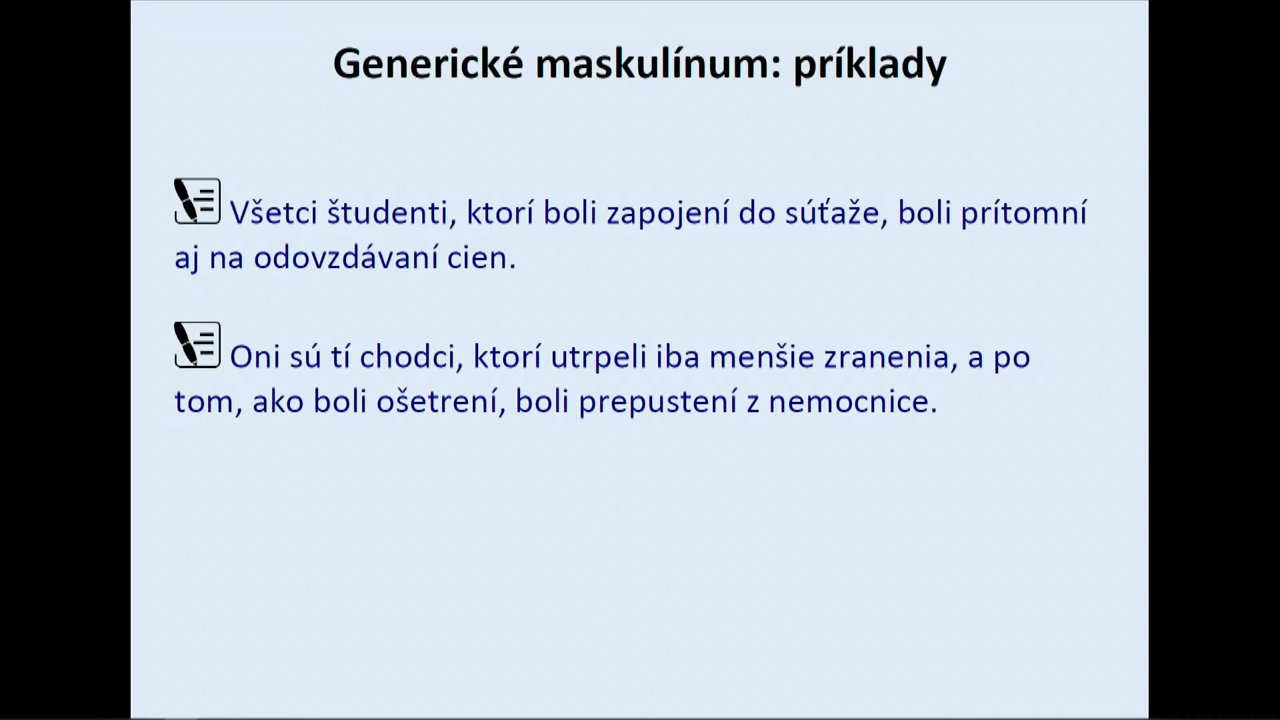 Generické maskulínum: príklady
Všetci študenti, ktorí boli zapojení do súťaže, boli prítomní
aj na odovzdávaní cien.
Oni sú tí chodci, ktorí utrpeli iba menšie zranenia, a po
tom, ako boli ošetrení, boli prepustení z nemocnice.